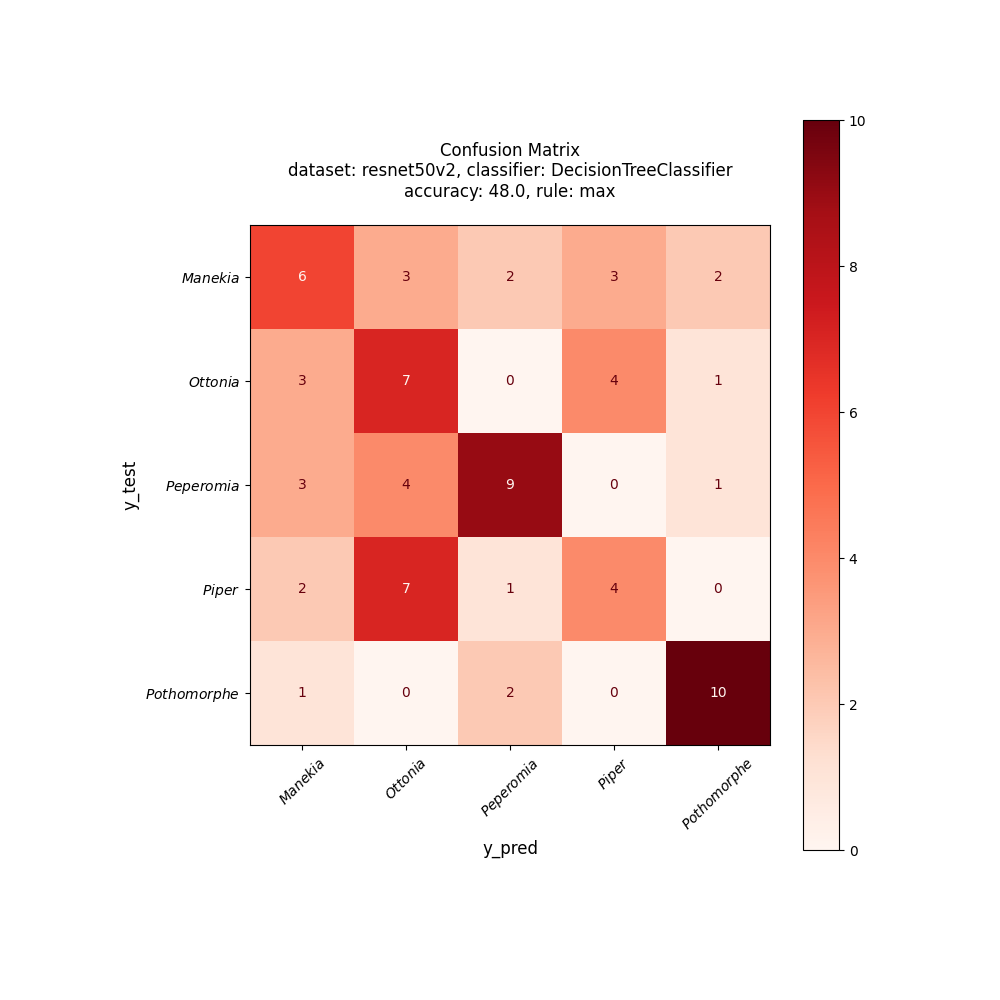 Confusion Matrix
dataset: resnet50v2, classifier: DecisionTreeClassifier
accuracy: 48.0, rule: max
y_test
Manekia 6 3 2 3 2
Ottonia 3 7 0 4 1
Peperomia 3 4 9 0 1
Piper 2 7 1 4 0
Pothomorphe 1 0 2 0 10
Manekia Ottonia Peperomia Piper Pothomorphe
y_pred
10
8
6
4
2
0